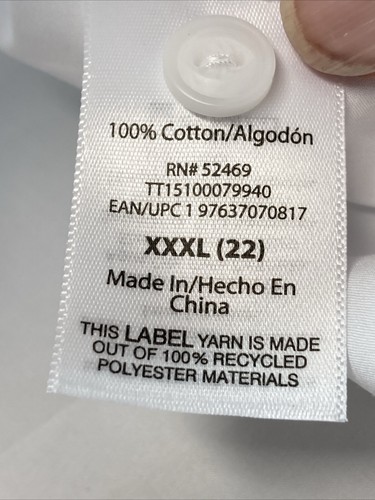 100% Cotton/Algodón
RN# 52469
TT15100079940
EAN/UPC 1 97637070817
XXXL (22)
Made In/Hecho En
China
THIS LABEL YARN IS MADE
OUT OF 100% RECYCLED
POLYESTER MATERIALS